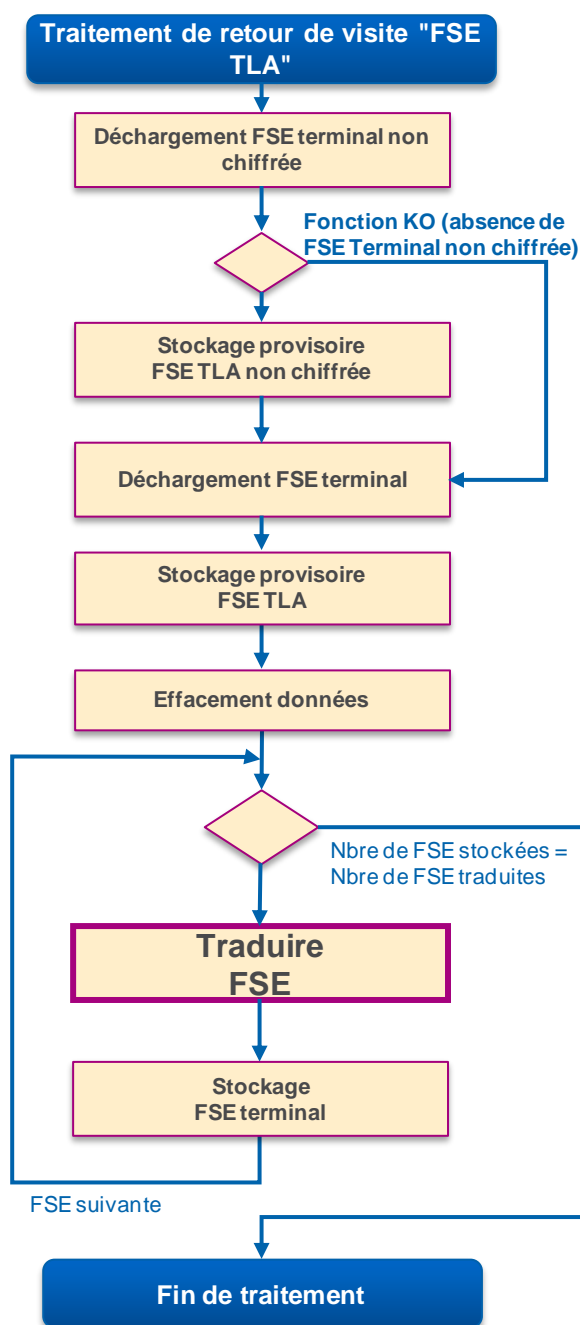 Traitement de retour de visite "FSE
TLA"
Déchargement FSE terminal non
chiffrée
Fonction KO (absence de
FSE Terminal non chiffrée)
Stockage provisoire
FSE TLA non chiffrée
Déchargement FSE terminal
Stockage provisoire
FSE TLA
Effacement données
Nbre de FSE stockées =
Nbre de FSE traduites
Traduire
FSE
Stockage
FSE terminal
FSE suivante
Fin de traitement